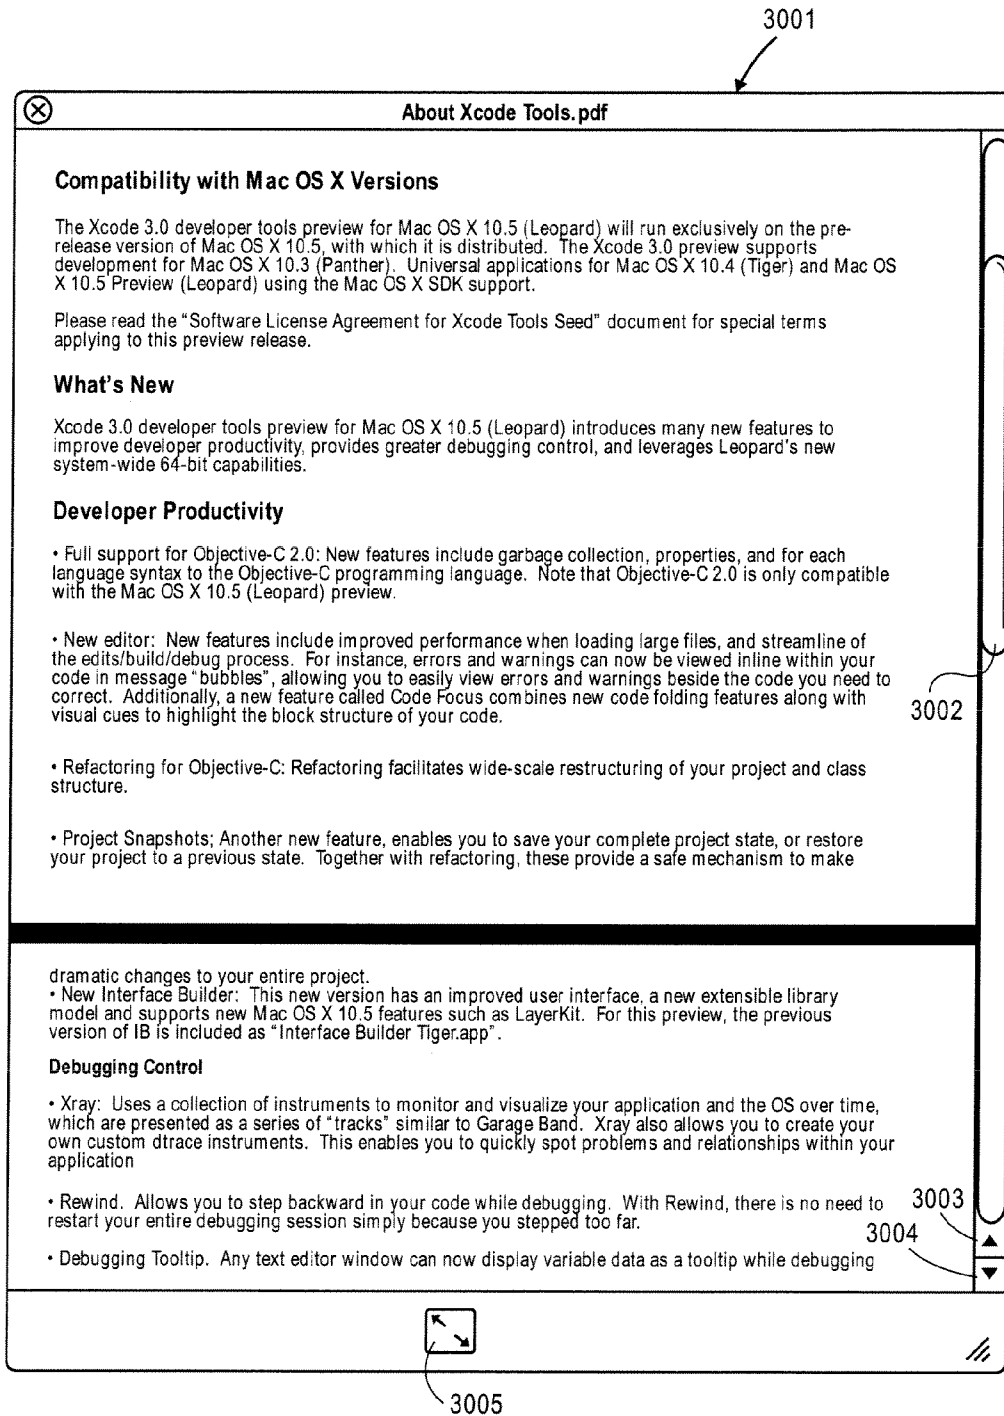 3001
About Xcode Tools.pdf
Compatibility with Mac OS X Versions
The Xcode 3.0 developer tools preview for Mac OS X 10.5 (Leopard) will run exclusively on the pre-
release version of Mac OS X 10.5, with which it is distributed. The Xcode 3.0 preview supports
development for Mac OS X 10.3 (Panther). Universal applications for Mac OS X 10.4 (Tiger) and Mac OS
X 10.5 Preview (Leopard) using the Mac OS X SDK support.
Please read the “Software License Agreement for Xcode Tools Seed” document for special terms
applying to this preview release.
What's New
Xcode 3.0 developer tools preview for Mac OS X 10.5 (Leopard) introduces many new features to
improve developer productivity, provides greater debugging control, and leverages Leopard's new
system-wide 64-bit capabilities.
Developer Productivity
• Full support for Objective-C 2.0: New features include garbage collection, properties, and for each
language syntax to the Objective-C programming language. Note that Objective-C 2.0 is only compatible
with the Mac OS X 10.5 (Leopard) preview.
• New editor: New features include improved performance when loading large files, and streamline of
the edits/build/debug process. For instance, errors and warnings can now be viewed inline within your
code in message “bubbles”, allowing you to easily view errors and warnings beside the code you need to
correct. Additionally, a new feature called Code Focus combines new code folding features along with
visual cues to highlight the block structure of your code.
3002
• Refactoring for Objective-C: Refactoring facilitates wide-scale restructuring of your project and class
structure.
• Project Snapshots; Another new feature, enables you to save your complete project state, or restore
your project to a previous state. Together with refactoring, these provide a safe mechanism to make
dramatic changes to your entire project.
• New Interface Builder: This new version has an improved user interface, a new extensible library
model and supports new Mac OS X 10.5 features such as LayerKit. For this preview, the previous
version of IB is included as “Interface Builder Tiger.app”.
Debugging Control
• Xray: Uses a collection of instruments to monitor and visualize your application and the OS over time,
which are presented as a series of “tracks” similar to Garage Band. Xray also allows you to create your
own custom dtrace instruments. This enables you to quickly spot problems and relationships within your
application
• Rewind. Allows you to step backward in your code while debugging. With Rewind, there is no need to
restart your entire debugging session simply because you stepped too far.
3003
3004
• Debugging Tooltip. Any text editor window can now display variable data as a tooltip while debugging
3005